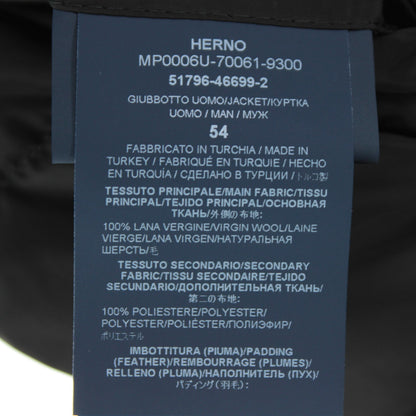 HERNO
MP0006U-70061-9300
51796-46699-2
GIUBBOTTO UOMO/JACKET/КУРТКА
UOMO / MAN / МУЖ
54
FABBRICATO IN TURCHIA / MADE IN
TURKEY / FABRIQUÉ EN TURQUIE / HECHO
EN TURQUÍA / СДЕЛАНО В ТУРЦИИ / トルコ製
TESSUTO PRINCIPALE/MAIN FABRIC/TISSU
PRINCIPAL/TEJIDO PRINCIPAL/ОСНОВНАЯ
ТКАНЬ/外側の布地:
100% LANA VERGINE/VIRGIN WOOL/LAINE
VIERGE/LANA VIRGEN/НАТУРАЛЬНАЯ
ШЕРСТЬ/毛
TESSUTO SECONDARIO/SECONDARY
FABRIC/TISSU SECONDAIRE/TEJIDO
SECUNDARIO/ДОПОЛНИТЕЛЬНАЯ ТКАНЬ/
第二の布地:
100% POLIESTERE/POLYESTER/
POLYESTER/POLIÉSTER/ПОЛИЭФИР/
ポリエステル
IMBOTTITURA (PIUMA)/PADDING
(FEATHER)/REMBOURRAGE (PLUMES)/
RELLENO (PLUMA)/НАПОЛНИТЕЛЬ (ПУХ)/
パディング(羽毛):